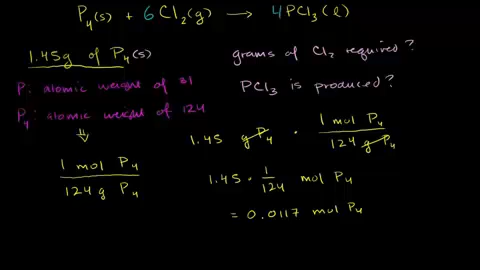 P₄(s) + 6Cl₂(g) → 4PCl₃(l)
1.45g of P₄(s)
grams of Cl₂ required?
P: atomic weight of 31
PCl₃ is produced?
P₄: atomic weight of 124
⇓
1.45 g P₄ · 1 mol P₄ / 124 g P₄
1 mol P₄ / 124 g P₄
1.45 · 1/124 mol P₄
= 0.0117 mol P₄